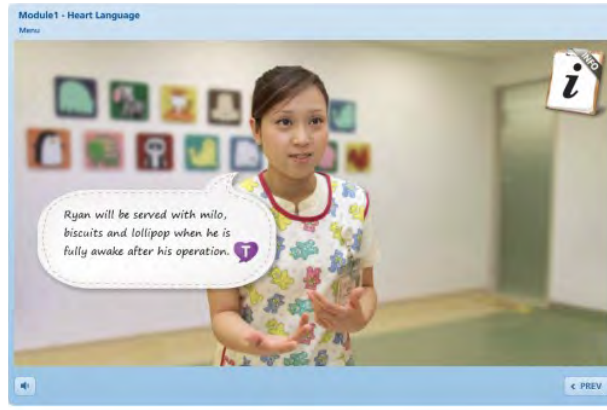 Module1 - Heart Language
Menu
INFO
i
Ryan will be served with milo,
biscuits and lollipop when he is
fully awake after his operation.
T
< PREV